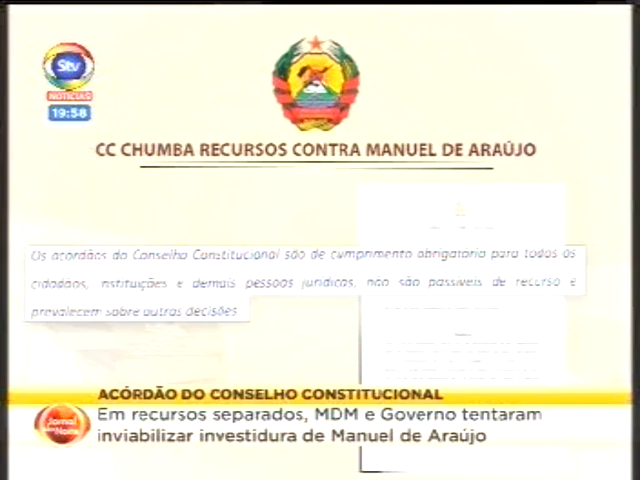 Stv
NOTÍCIAS
19:58
CC CHUMBA RECURSOS CONTRA MANUEL DE ARAÚJO
Os acórdãos do Conselho Constitucional são de cumprimento obrigatório para todos os
cidadãos, instituições e demais pessoas jurídicas, não são passíveis de recurso e
prevalecem sobre outras decisões
ACÓRDÃO DO CONSELHO CONSTITUCIONAL
Jornal
Noite
Em recursos separados, MDM e Governo tentaram
inviabilizar investidura de Manuel de Araújo